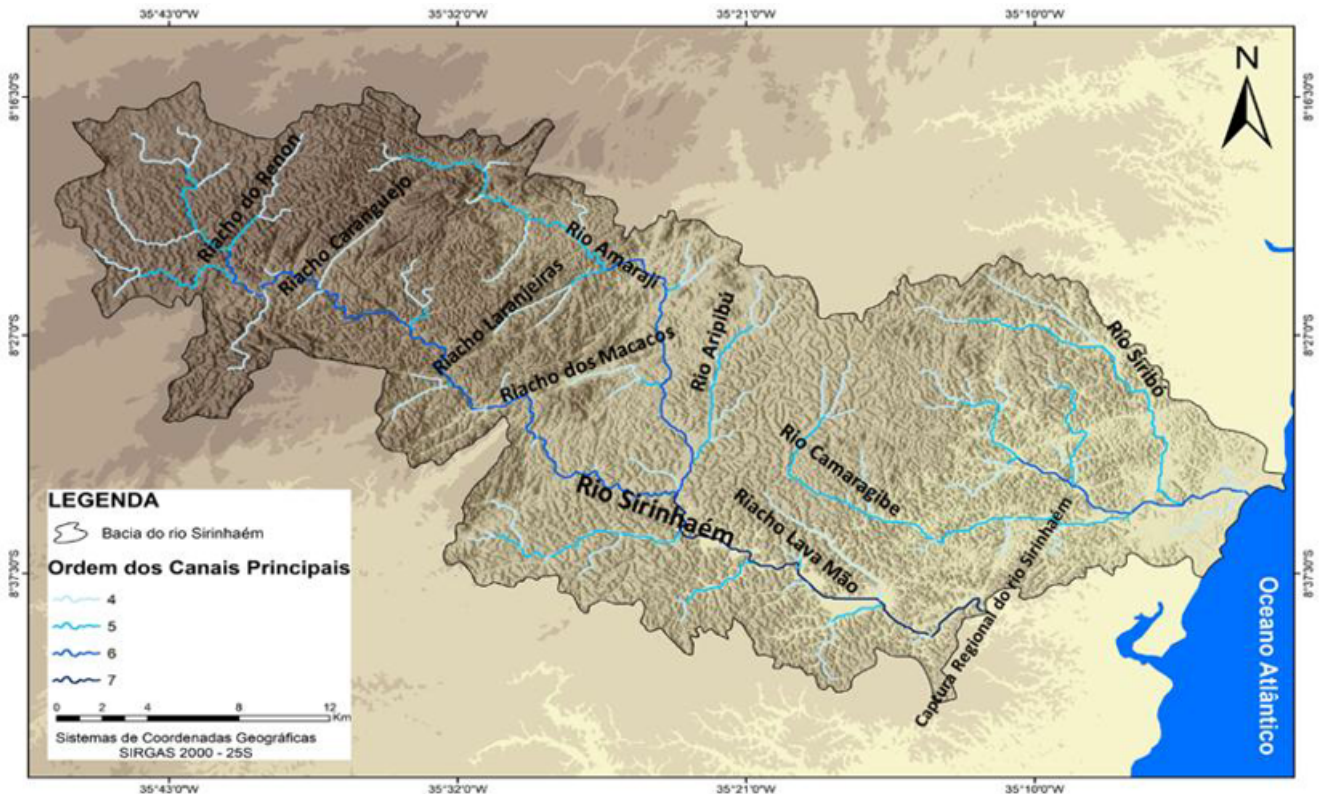 35°43'0"W
35°32'0"W
35°21'0"W
35°10'0"W
N
8°16'30"S
8°16'30"S
Riacho do Renon
Riacho Caranguejo
Rio Amaraji
Riacho Laranjeiras
Riacho dos Macacos
Rio Aripibú
Rio Siribó
8°27'0"S
8°27'0"S
Rio Camaragibe
Rio Sirinhaém
Riacho Lava Mão
Captura Regional do rio Sirinhaém
8°37'30"S
8°37'30"S
Oceano Atlântico
LEGENDA
Bacia do rio Sirinhaém
Ordem dos Canais Principais
4
5
6
7
0 2 4 8 12
Km
Sistemas de Coordenadas Geográficas
SIRGAS 2000 - 25S
35°43'0"W
35°32'0"W
35°21'0"W
35°10'0"W